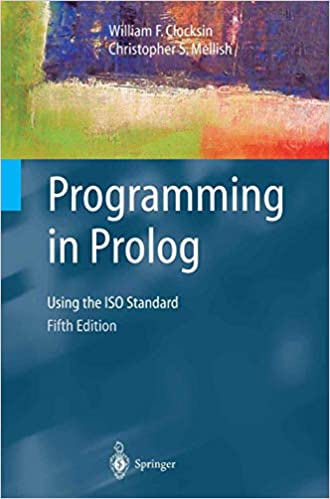 William F. Clocksin
Christopher S. Mellish
Programming
in Prolog
Using the ISO Standard
Fifth Edition
Springer